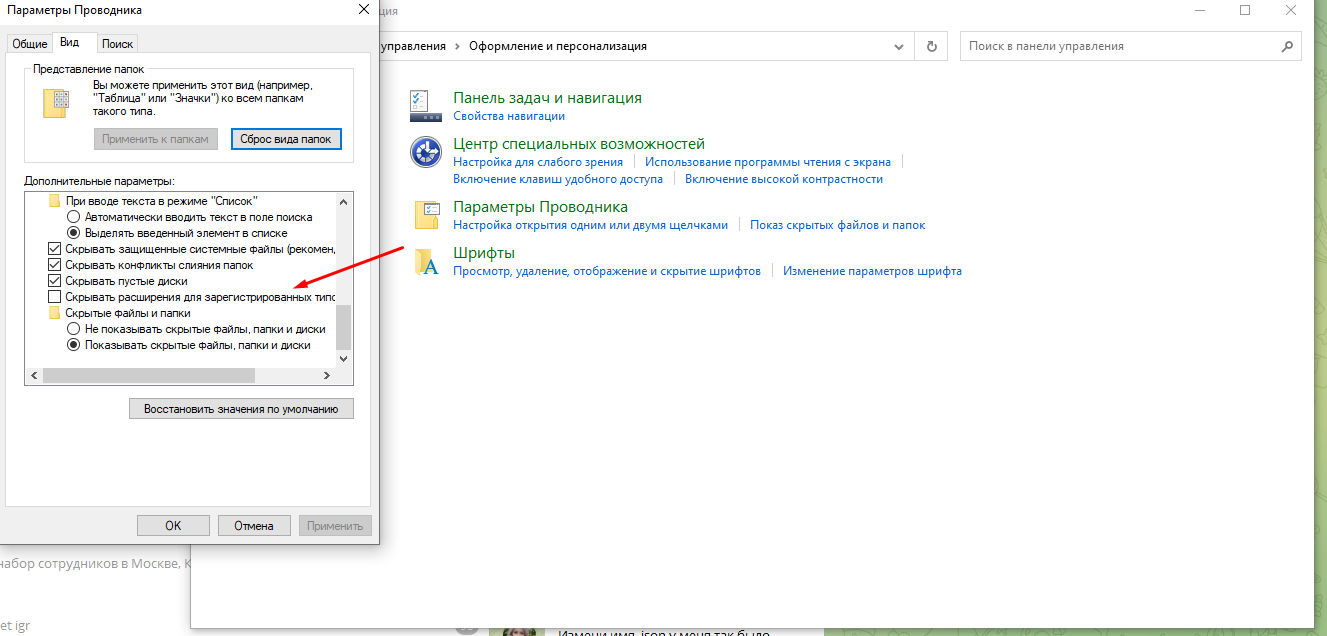 Параметры Проводника
Общие
Вид
Поиск
Представление папок
Вы можете применить этот вид (например,
"Таблица" или "Значки") ко всем папкам
такого типа.
Применить к папкам
Сброс вида папок
Дополнительные параметры:
При вводе текста в режиме "Список"
Автоматически вводить текст в поле поиска
Выделять введенный элемент в списке
Скрывать защищенные системные файлы (рекомен,
Скрывать конфликты слияния папок
Скрывать пустые диски
Скрывать расширения для зарегистрированных типо
Скрытые файлы и папки
Не показывать скрытые файлы, папки и диски
Показывать скрытые файлы, папки и диски
Восстановить значения по умолчанию
OK
Отмена
Применить
ция
управления > Оформление и персонализация
Поиск в панели управления
Панель задач и навигация
Свойства навигации
Центр специальных возможностей
Настройка для слабого зрения
Использование программы чтения с экрана
Включение клавиш удобного доступа
Включение высокой контрастности
Параметры Проводника
Настройка открытия одним или двумя щелчками
Показ скрытых файлов и папок
Шрифты
Просмотр, удаление, отображение и скрытие шрифтов
Изменение параметров шрифта
набор сотрудников в Москве, К
et igr
Измени имя .json у меня так было